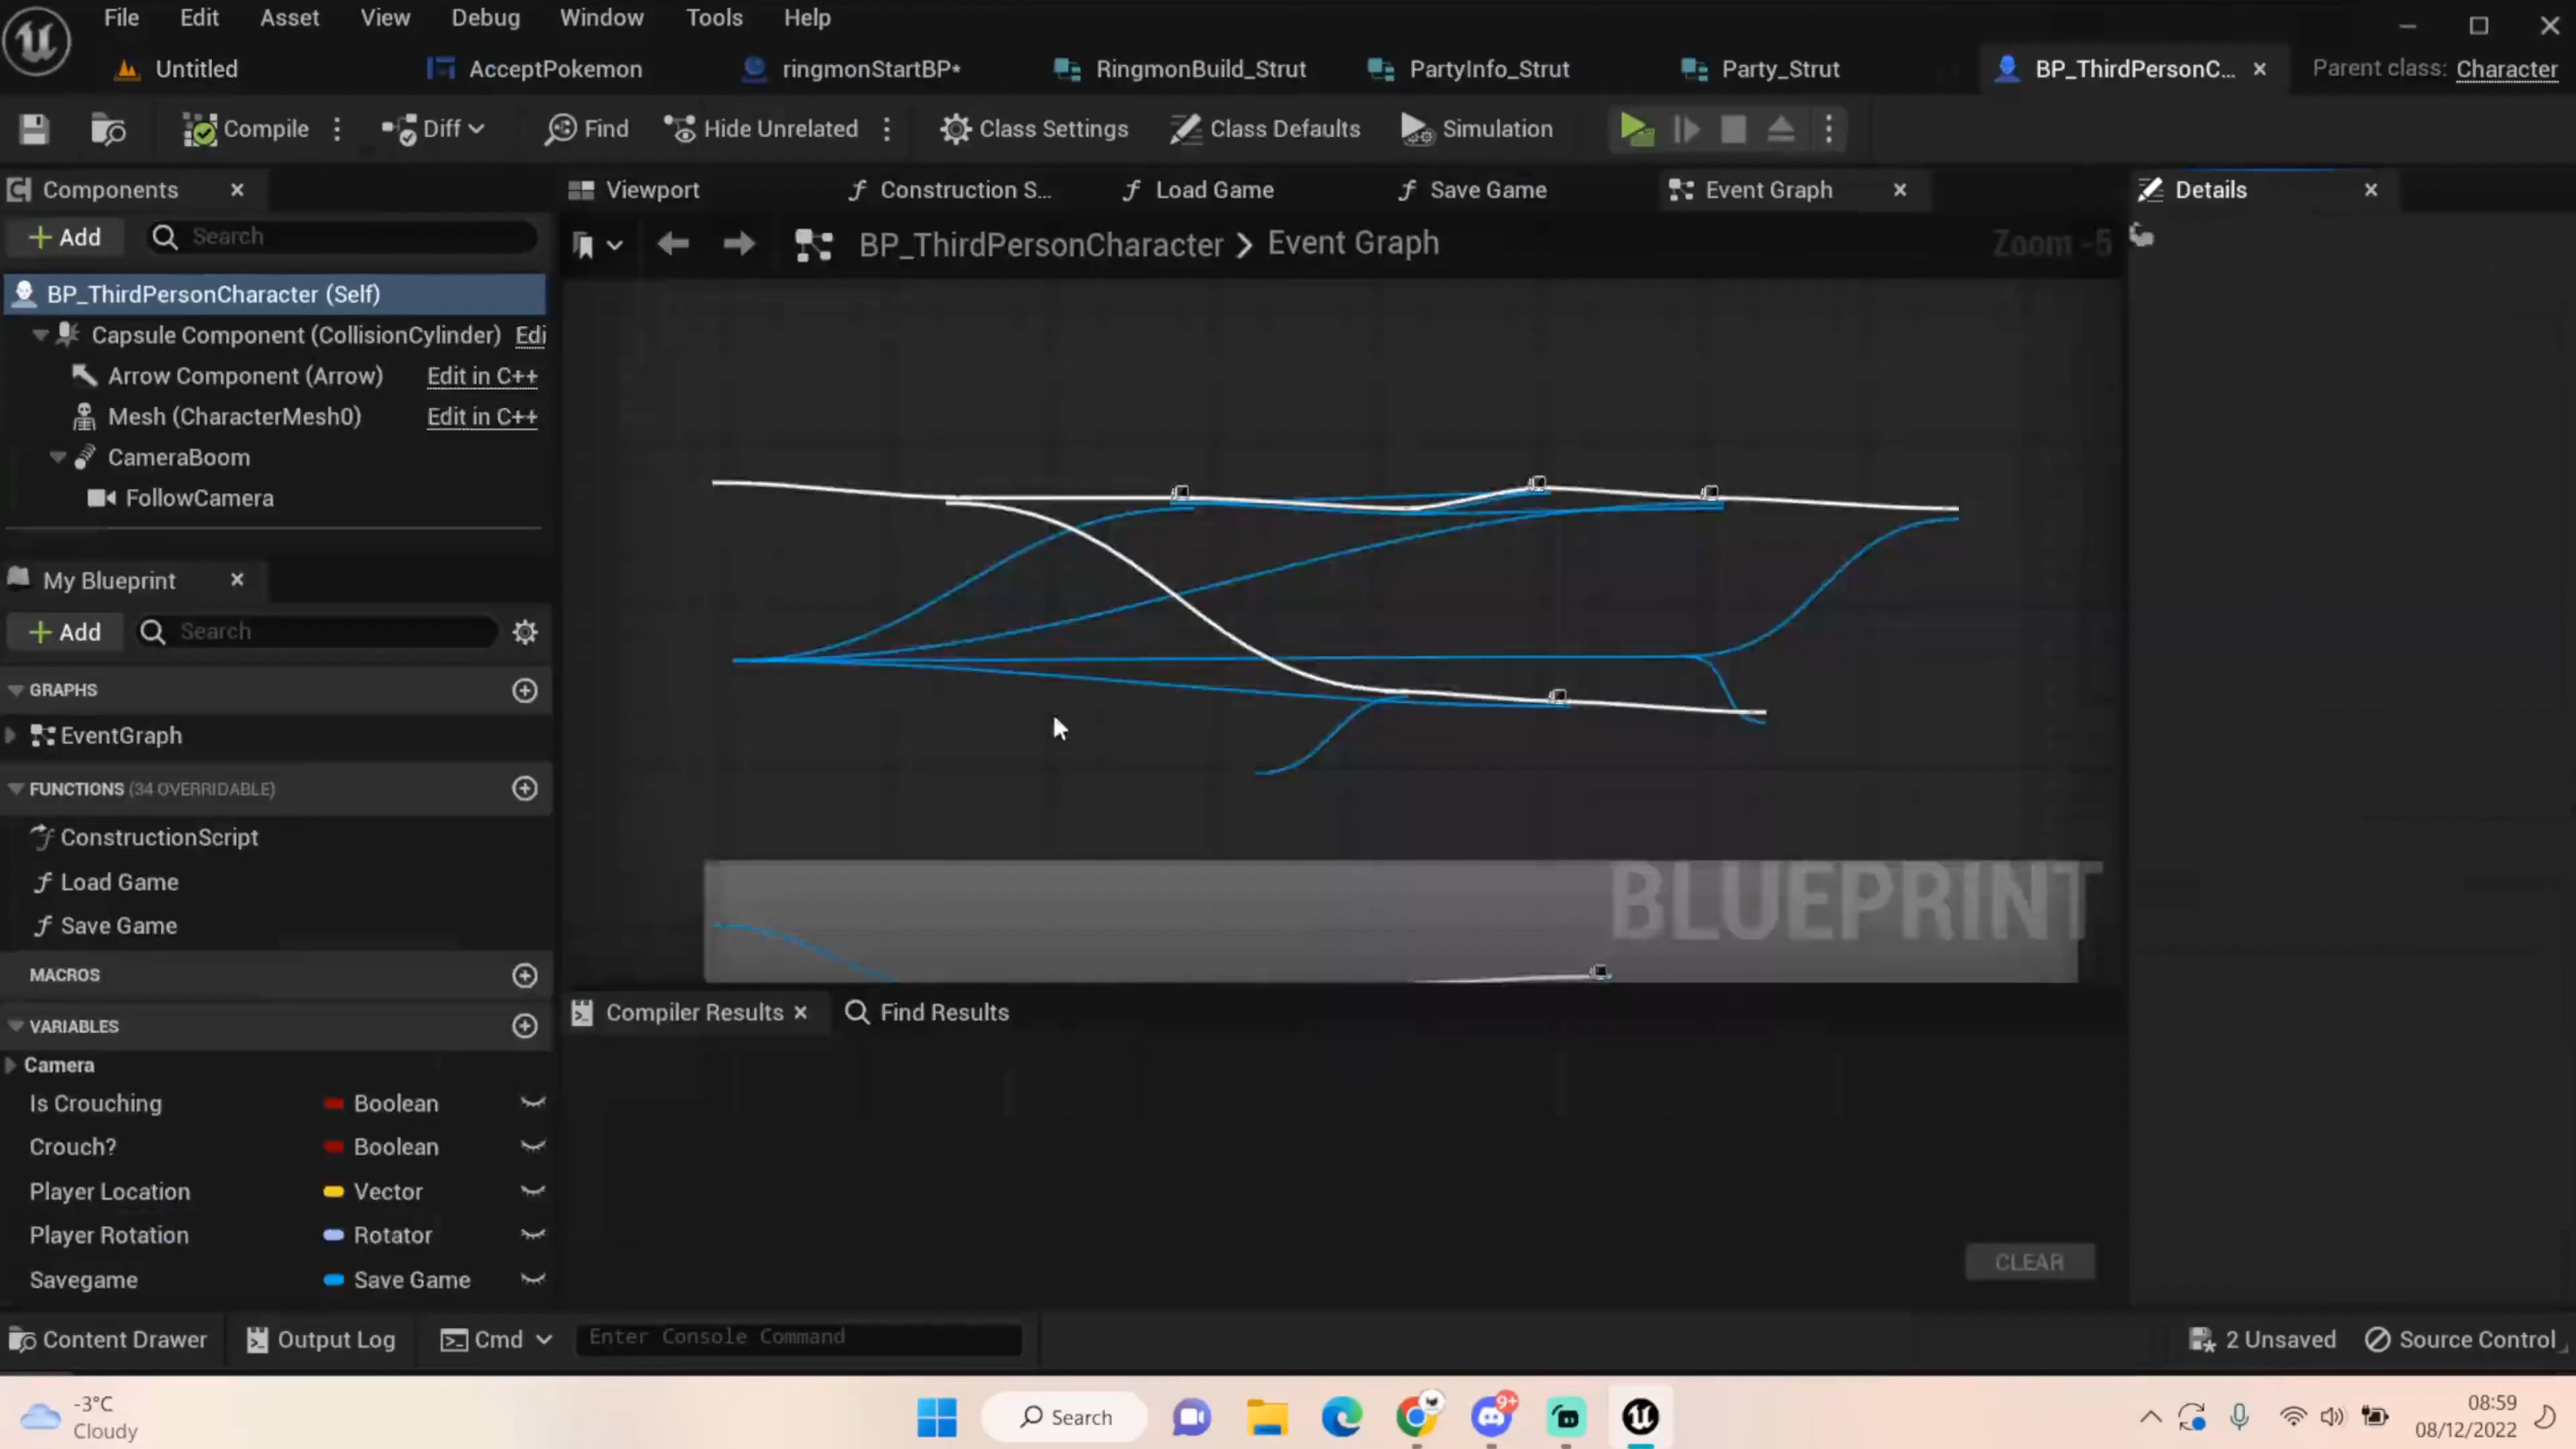 File Edit Asset View Debug Window Tools Help
Untitled AcceptPokemon ringmonStartBP* RingmonBuild_Strut PartyInfo_Strut Party_Strut BP_ThirdPersonC... Parent class: Character
Compile Diff Find Hide Unrelated Class Settings Class Defaults Simulation
Components Viewport Construction S... Load Game Save Game Event Graph Details
Add Search BP_ThirdPersonCharacter > Event Graph Zoom -5
BP_ThirdPersonCharacter (Self)
Capsule Component (CollisionCylinder) Edi
Arrow Component (Arrow) Edit in C++
Mesh (CharacterMesh0) Edit in C++
CameraBoom
FollowCamera
My Blueprint
Add Search
GRAPHS
EventGraph
FUNCTIONS (34 OVERRIDABLE)
ConstructionScript
Load Game
Save Game
BLUEPRINT
MACROS
VARIABLES
Compiler Results Find Results
Camera
Is Crouching Boolean
Crouch? Boolean
Player Location Vector
Player Rotation Rotator
Savegame Save Game
CLEAR
Content Drawer Output Log Cmd Enter Console Command 2 Unsaved Source Control
-3°C
Cloudy
Search
9+
08:59
08/12/2022